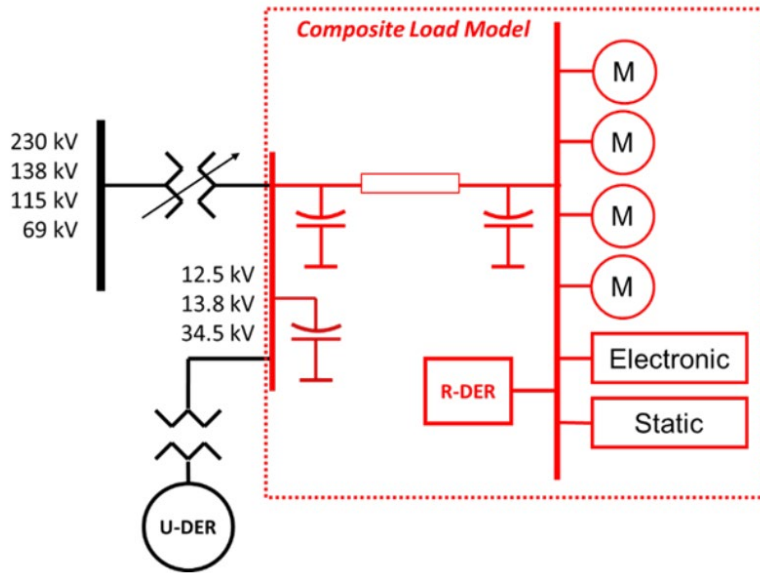 Composite Load Model
230 kV
138 kV
115 kV
69 kV
12.5 kV
13.8 kV
34.5 kV
M
M
M
M
Electronic
Static
R-DER
U-DER